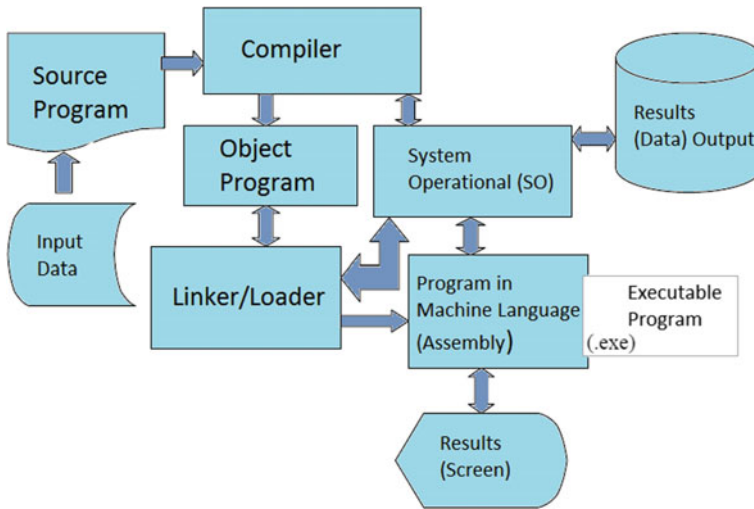 Compiler
Source
Program
Results
(Data) Output
Object
Program
System
Operational (SO)
Input
Data
Linker/Loader
Program in
Machine Language
(Assembly)
Executable
Program
(.exe)
Results
(Screen)